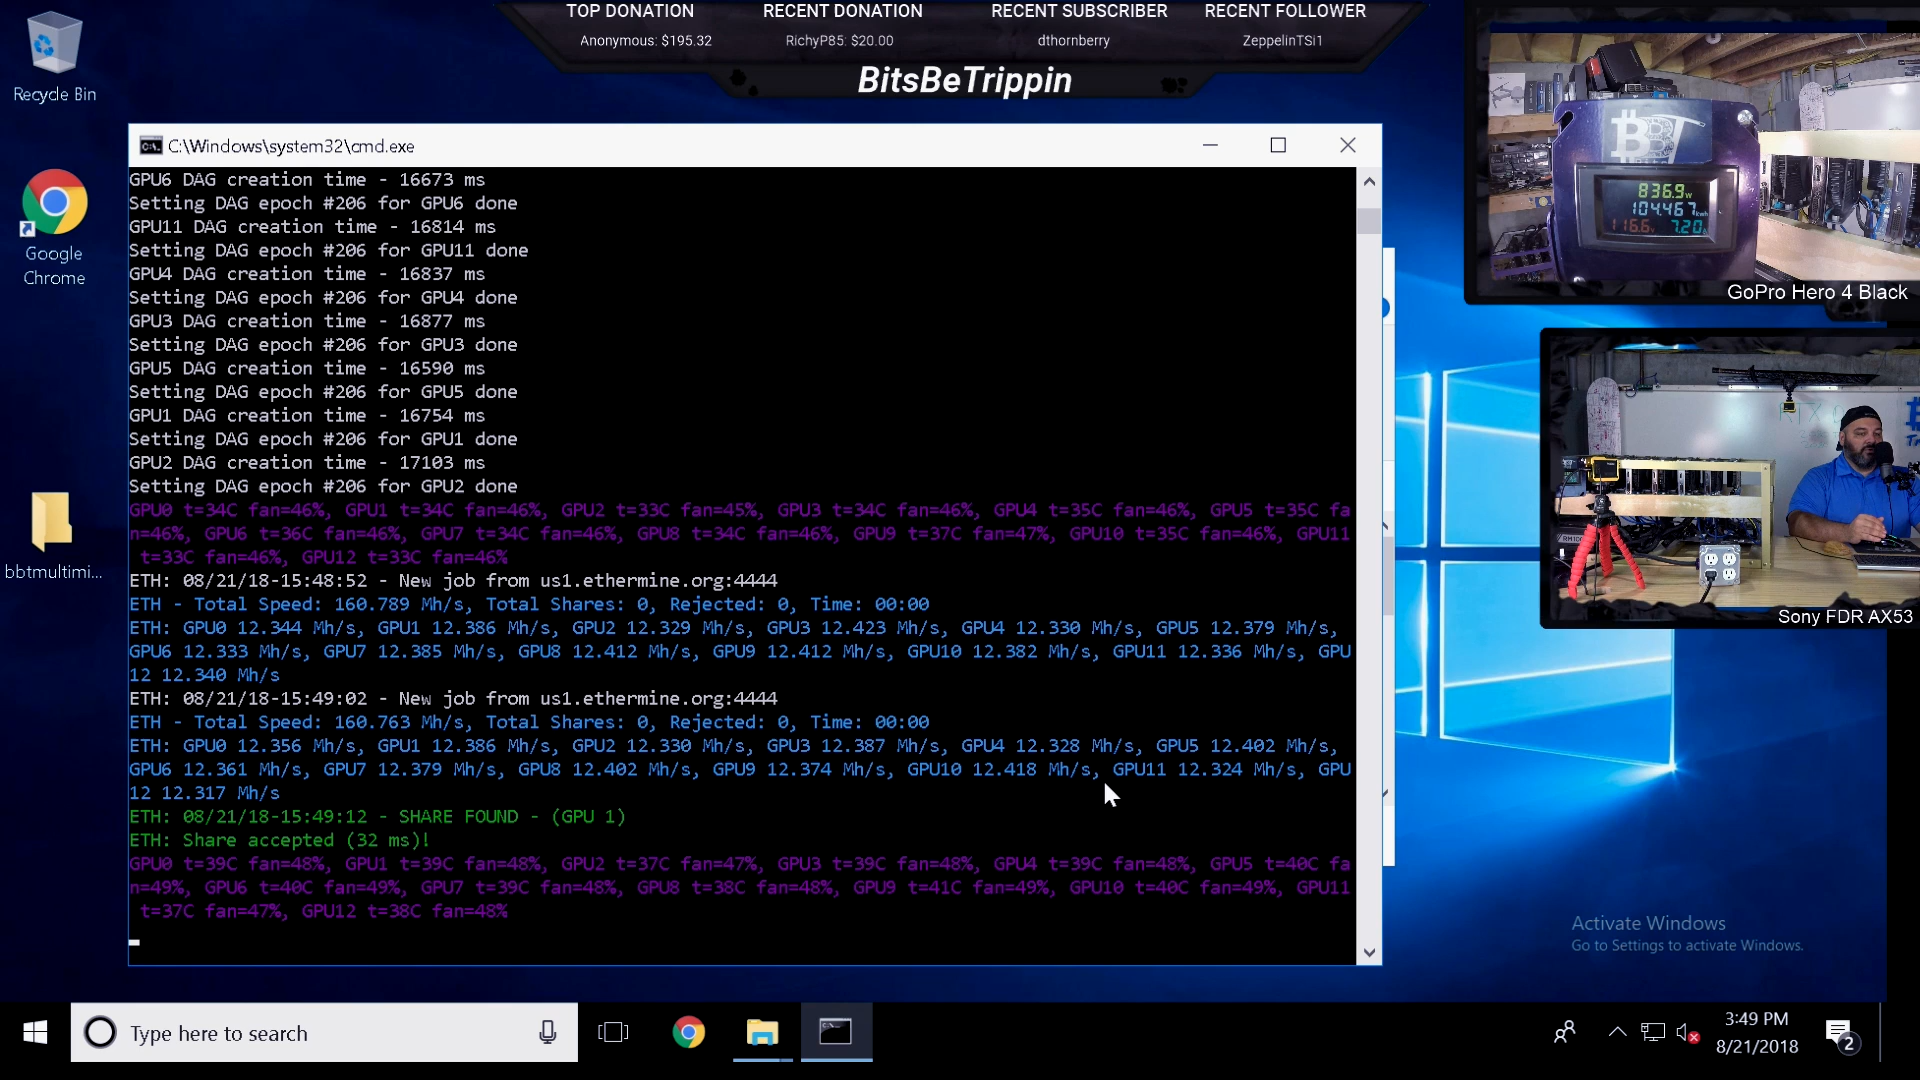 TOP DONATION
RECENT DONATION
RECENT SUBSCRIBER
RECENT FOLLOWER
Anonymous: $195.32
RichyP85: $20.00
dthornberry
ZeppelinTSi1
BitsBeTrippin
Recycle Bin
Google
Chrome
bbtmultimi...
C:\Windows\system32\cmd.exe
GPU6 DAG creation time - 16673 ms
Setting DAG epoch #206 for GPU6 done
GPU11 DAG creation time - 16814 ms
Setting DAG epoch #206 for GPU11 done
GPU4 DAG creation time - 16837 ms
Setting DAG epoch #206 for GPU4 done
GPU3 DAG creation time - 16877 ms
Setting DAG epoch #206 for GPU3 done
GPU5 DAG creation time - 16590 ms
Setting DAG epoch #206 for GPU5 done
GPU1 DAG creation time - 16754 ms
Setting DAG epoch #206 for GPU1 done
GPU2 DAG creation time - 17103 ms
Setting DAG epoch #206 for GPU2 done
GPU0 t=34C fan=46%, GPU1 t=34C fan=46%, GPU2 t=33C fan=45%, GPU3 t=34C fan=46%, GPU4 t=35C fan=46%, GPU5 t=35C fa
n=46%, GPU6 t=36C fan=46%, GPU7 t=34C fan=46%, GPU8 t=34C fan=46%, GPU9 t=37C fan=47%, GPU10 t=35C fan=46%, GPU11
t=33C fan=46%, GPU12 t=33C fan=46%
ETH: 08/21/18-15:48:52 - New job from us1.ethermine.org:4444
ETH - Total Speed: 160.789 Mh/s, Total Shares: 0, Rejected: 0, Time: 00:00
ETH: GPU0 12.344 Mh/s, GPU1 12.386 Mh/s, GPU2 12.329 Mh/s, GPU3 12.423 Mh/s, GPU4 12.330 Mh/s, GPU5 12.379 Mh/s,
GPU6 12.333 Mh/s, GPU7 12.385 Mh/s, GPU8 12.412 Mh/s, GPU9 12.412 Mh/s, GPU10 12.382 Mh/s, GPU11 12.336 Mh/s, GPU
12 12.340 Mh/s
ETH: 08/21/18-15:49:02 - New job from us1.ethermine.org:4444
ETH - Total Speed: 160.763 Mh/s, Total Shares: 0, Rejected: 0, Time: 00:00
ETH: GPU0 12.356 Mh/s, GPU1 12.386 Mh/s, GPU2 12.330 Mh/s, GPU3 12.387 Mh/s, GPU4 12.328 Mh/s, GPU5 12.402 Mh/s,
GPU6 12.361 Mh/s, GPU7 12.379 Mh/s, GPU8 12.402 Mh/s, GPU9 12.374 Mh/s, GPU10 12.418 Mh/s, GPU11 12.324 Mh/s, GPU
12 12.317 Mh/s
ETH: 08/21/18-15:49:12 - SHARE FOUND - (GPU 1)
ETH: Share accepted (32 ms)!
GPU0 t=39C fan=48%, GPU1 t=39C fan=48%, GPU2 t=37C fan=47%, GPU3 t=39C fan=48%, GPU4 t=39C fan=48%, GPU5 t=40C fa
n=49%, GPU6 t=40C fan=49%, GPU7 t=39C fan=48%, GPU8 t=38C fan=48%, GPU9 t=41C fan=49%, GPU10 t=40C fan=49%, GPU11
t=37C fan=47%, GPU12 t=38C fan=48%
836.9w
104.467kwh
116.6v 7.20
GoPro Hero 4 Black
Sony FDR AX53
Activate Windows
Go to Settings to activate Windows.
Type here to search
3:49 PM
8/21/2018
2